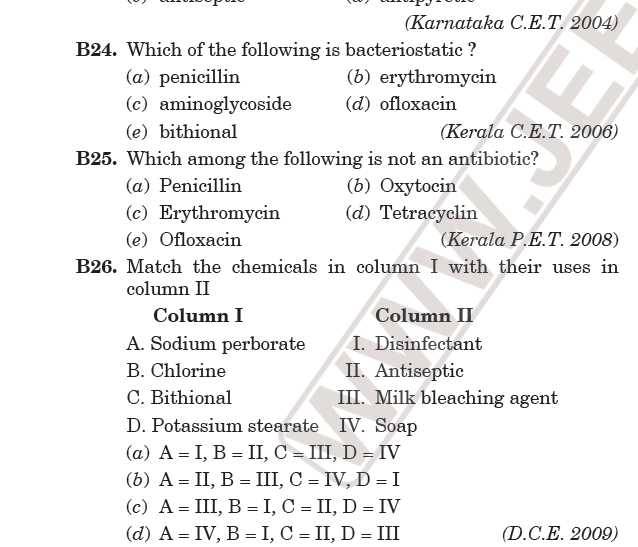 (Karnataka C.E.T. 2004)
B24. Which of the following is bacteriostatic ?
(a) penicillin (b) erythromycin
(c) aminoglycoside (d) ofloxacin
(e) bithional (Kerala C.E.T. 2006)
B25. Which among the following is not an antibiotic?
(a) Penicillin (b) Oxytocin
(c) Erythromycin (d) Tetracyclin
(e) Ofloxacin (Kerala P.E.T. 2008)
B26. Match the chemicals in column I with their uses in
column II
Column I Column II
A. Sodium perborate I. Disinfectant
B. Chlorine II. Antiseptic
C. Bithional III. Milk bleaching agent
D. Potassium stearate IV. Soap
(a) A = I, B = II, C = III, D = IV
(b) A = II, B = III, C = IV, D = I
(c) A = III, B = I, C = II, D = IV
(d) A = IV, B = I, C = II, D = III (D.C.E. 2009)
WWW.JEE